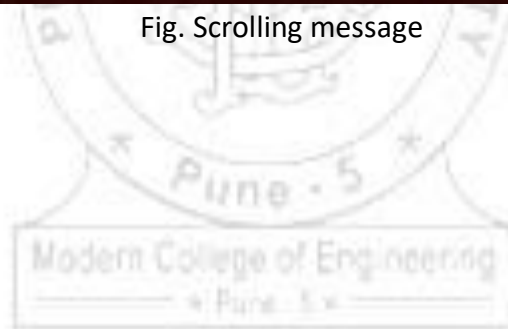 Fig. Scrolling message
* Pune - 5 *
Modern College of Engineering
* Pune 5 *